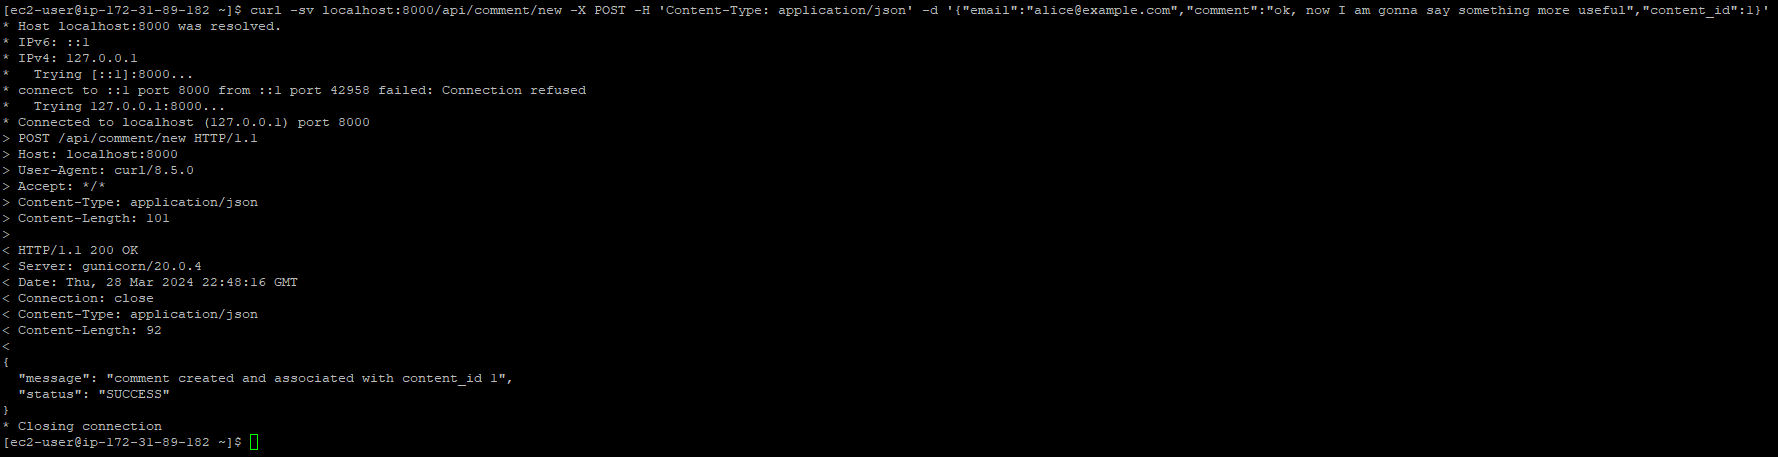 [ec2-user@ip-172-31-89-182 ~]$ curl -sv localhost:8000/api/comment/new -X POST -H 'Content-Type: application/json' -d '{"email":"alice@example.com","comment":"ok, now I am gonna say something more useful","content_id":1}'
* Host localhost:8000 was resolved.
* IPv6: ::1
* IPv4: 127.0.0.1
*   Trying [::1]:8000...
* connect to ::1 port 8000 from ::1 port 42958 failed: Connection refused
*   Trying 127.0.0.1:8000...
* Connected to localhost (127.0.0.1) port 8000
> POST /api/comment/new HTTP/1.1
> Host: localhost:8000
> User-Agent: curl/8.5.0
> Accept: */*
> Content-Type: application/json
> Content-Length: 101
>
< HTTP/1.1 200 OK
< Server: gunicorn/20.0.4
< Date: Thu, 28 Mar 2024 22:48:16 GMT
< Connection: close
< Content-Type: application/json
< Content-Length: 92
<
{
  "message": "comment created and associated with content_id 1",
  "status": "SUCCESS"
}
* Closing connection
[ec2-user@ip-172-31-89-182 ~]$